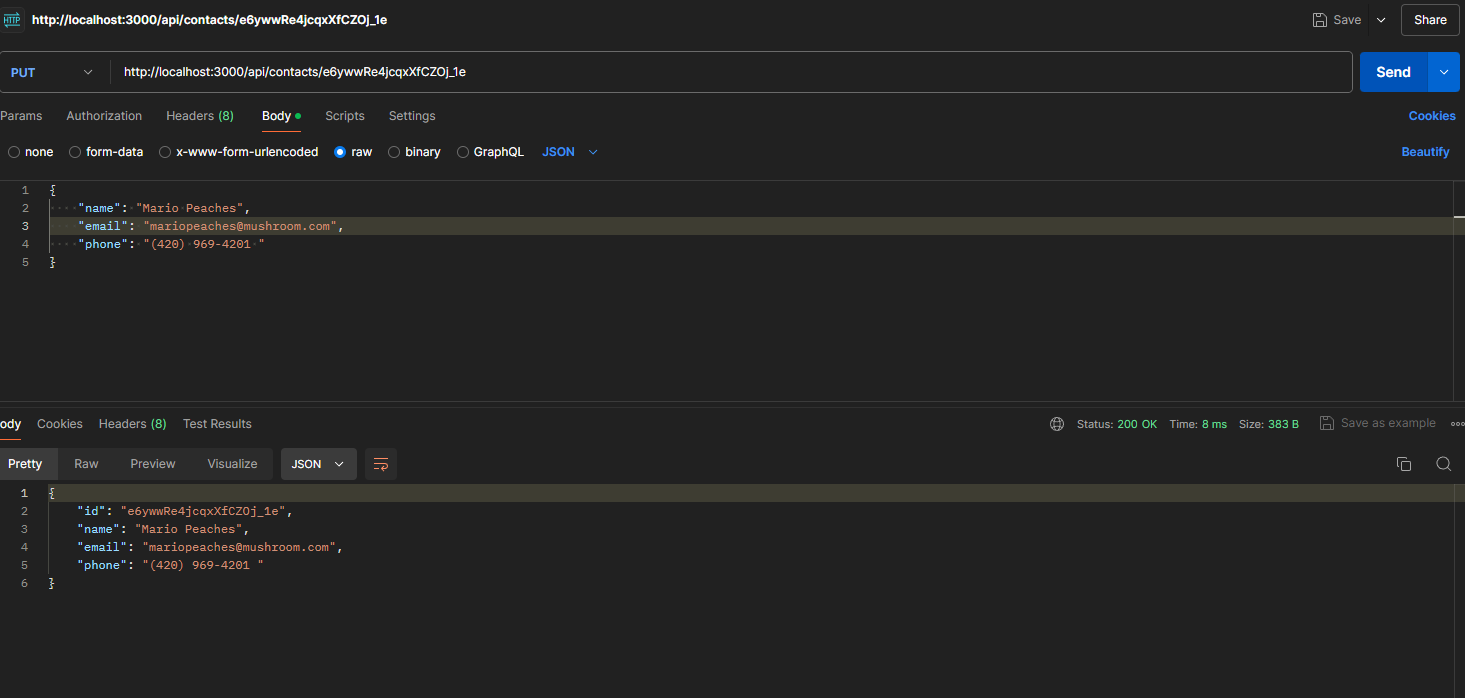 HTTP http://localhost:3000/api/contacts/e6ywwRe4jcqxXfCZOj_1e Save Share
PUT http://localhost:3000/api/contacts/e6ywwRe4jcqxXfCZOj_1e Send
Params Authorization Headers (8) Body Scripts Settings Cookies
none form-data x-www-form-urlencoded raw binary GraphQL JSON Beautify
1 {
2 "name": "Mario Peaches",
3 "email": "mariopeaches@mushroom.com",
4 "phone": "(420) 969-4201 "
5 }
ody Cookies Headers (8) Test Results Status: 200 OK Time: 8 ms Size: 383 B Save as example
Pretty Raw Preview Visualize JSON
1 {
2 "id": "e6ywwRe4jcqxXfCZOj_1e",
3 "name": "Mario Peaches",
4 "email": "mariopeaches@mushroom.com",
5 "phone": "(420) 969-4201 "
6 }